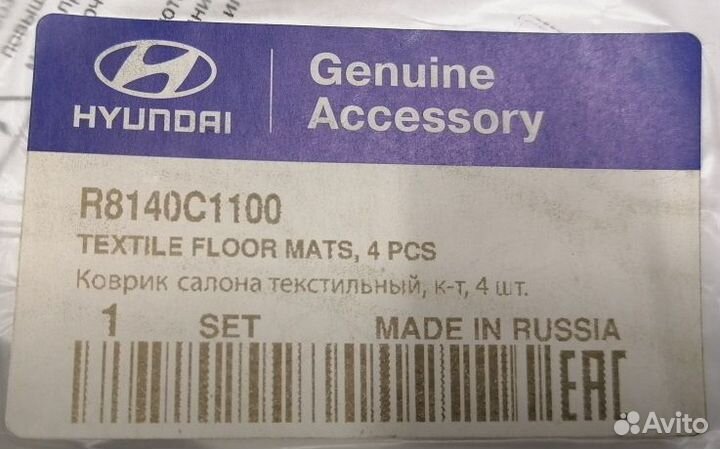 HYUNDAI
Genuine
Accessory
R8140C1100
TEXTILE FLOOR MATS, 4 PCS
Коврик салона текстильный, к-т, 4 шт.
1 SET MADE IN RUSSIA
EAC
Avito